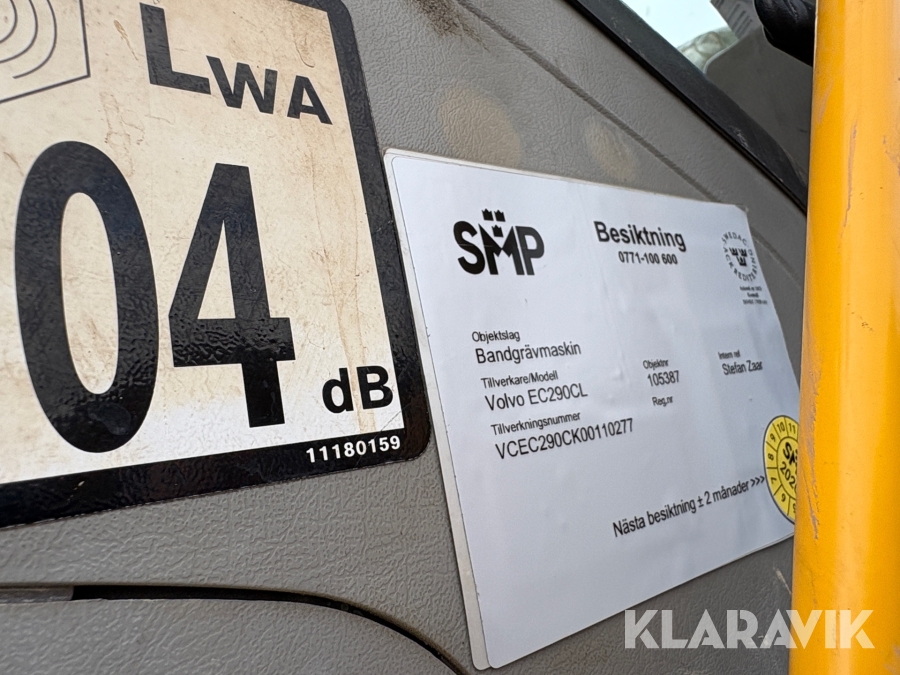 LWA
04
dB
11180159
SMP
Besiktning
0771-100 600
Objektslag
Bandgrävmaskin
Tillverkare/Modell
Volvo EC290CL
Tillverkningsnummer
VCEC290CK00110277
Objektnr
105387
Reg.nr
Intern ref
Stefan Zaar
Nästa besiktning ± 2 månader >>>
KLARAVIK